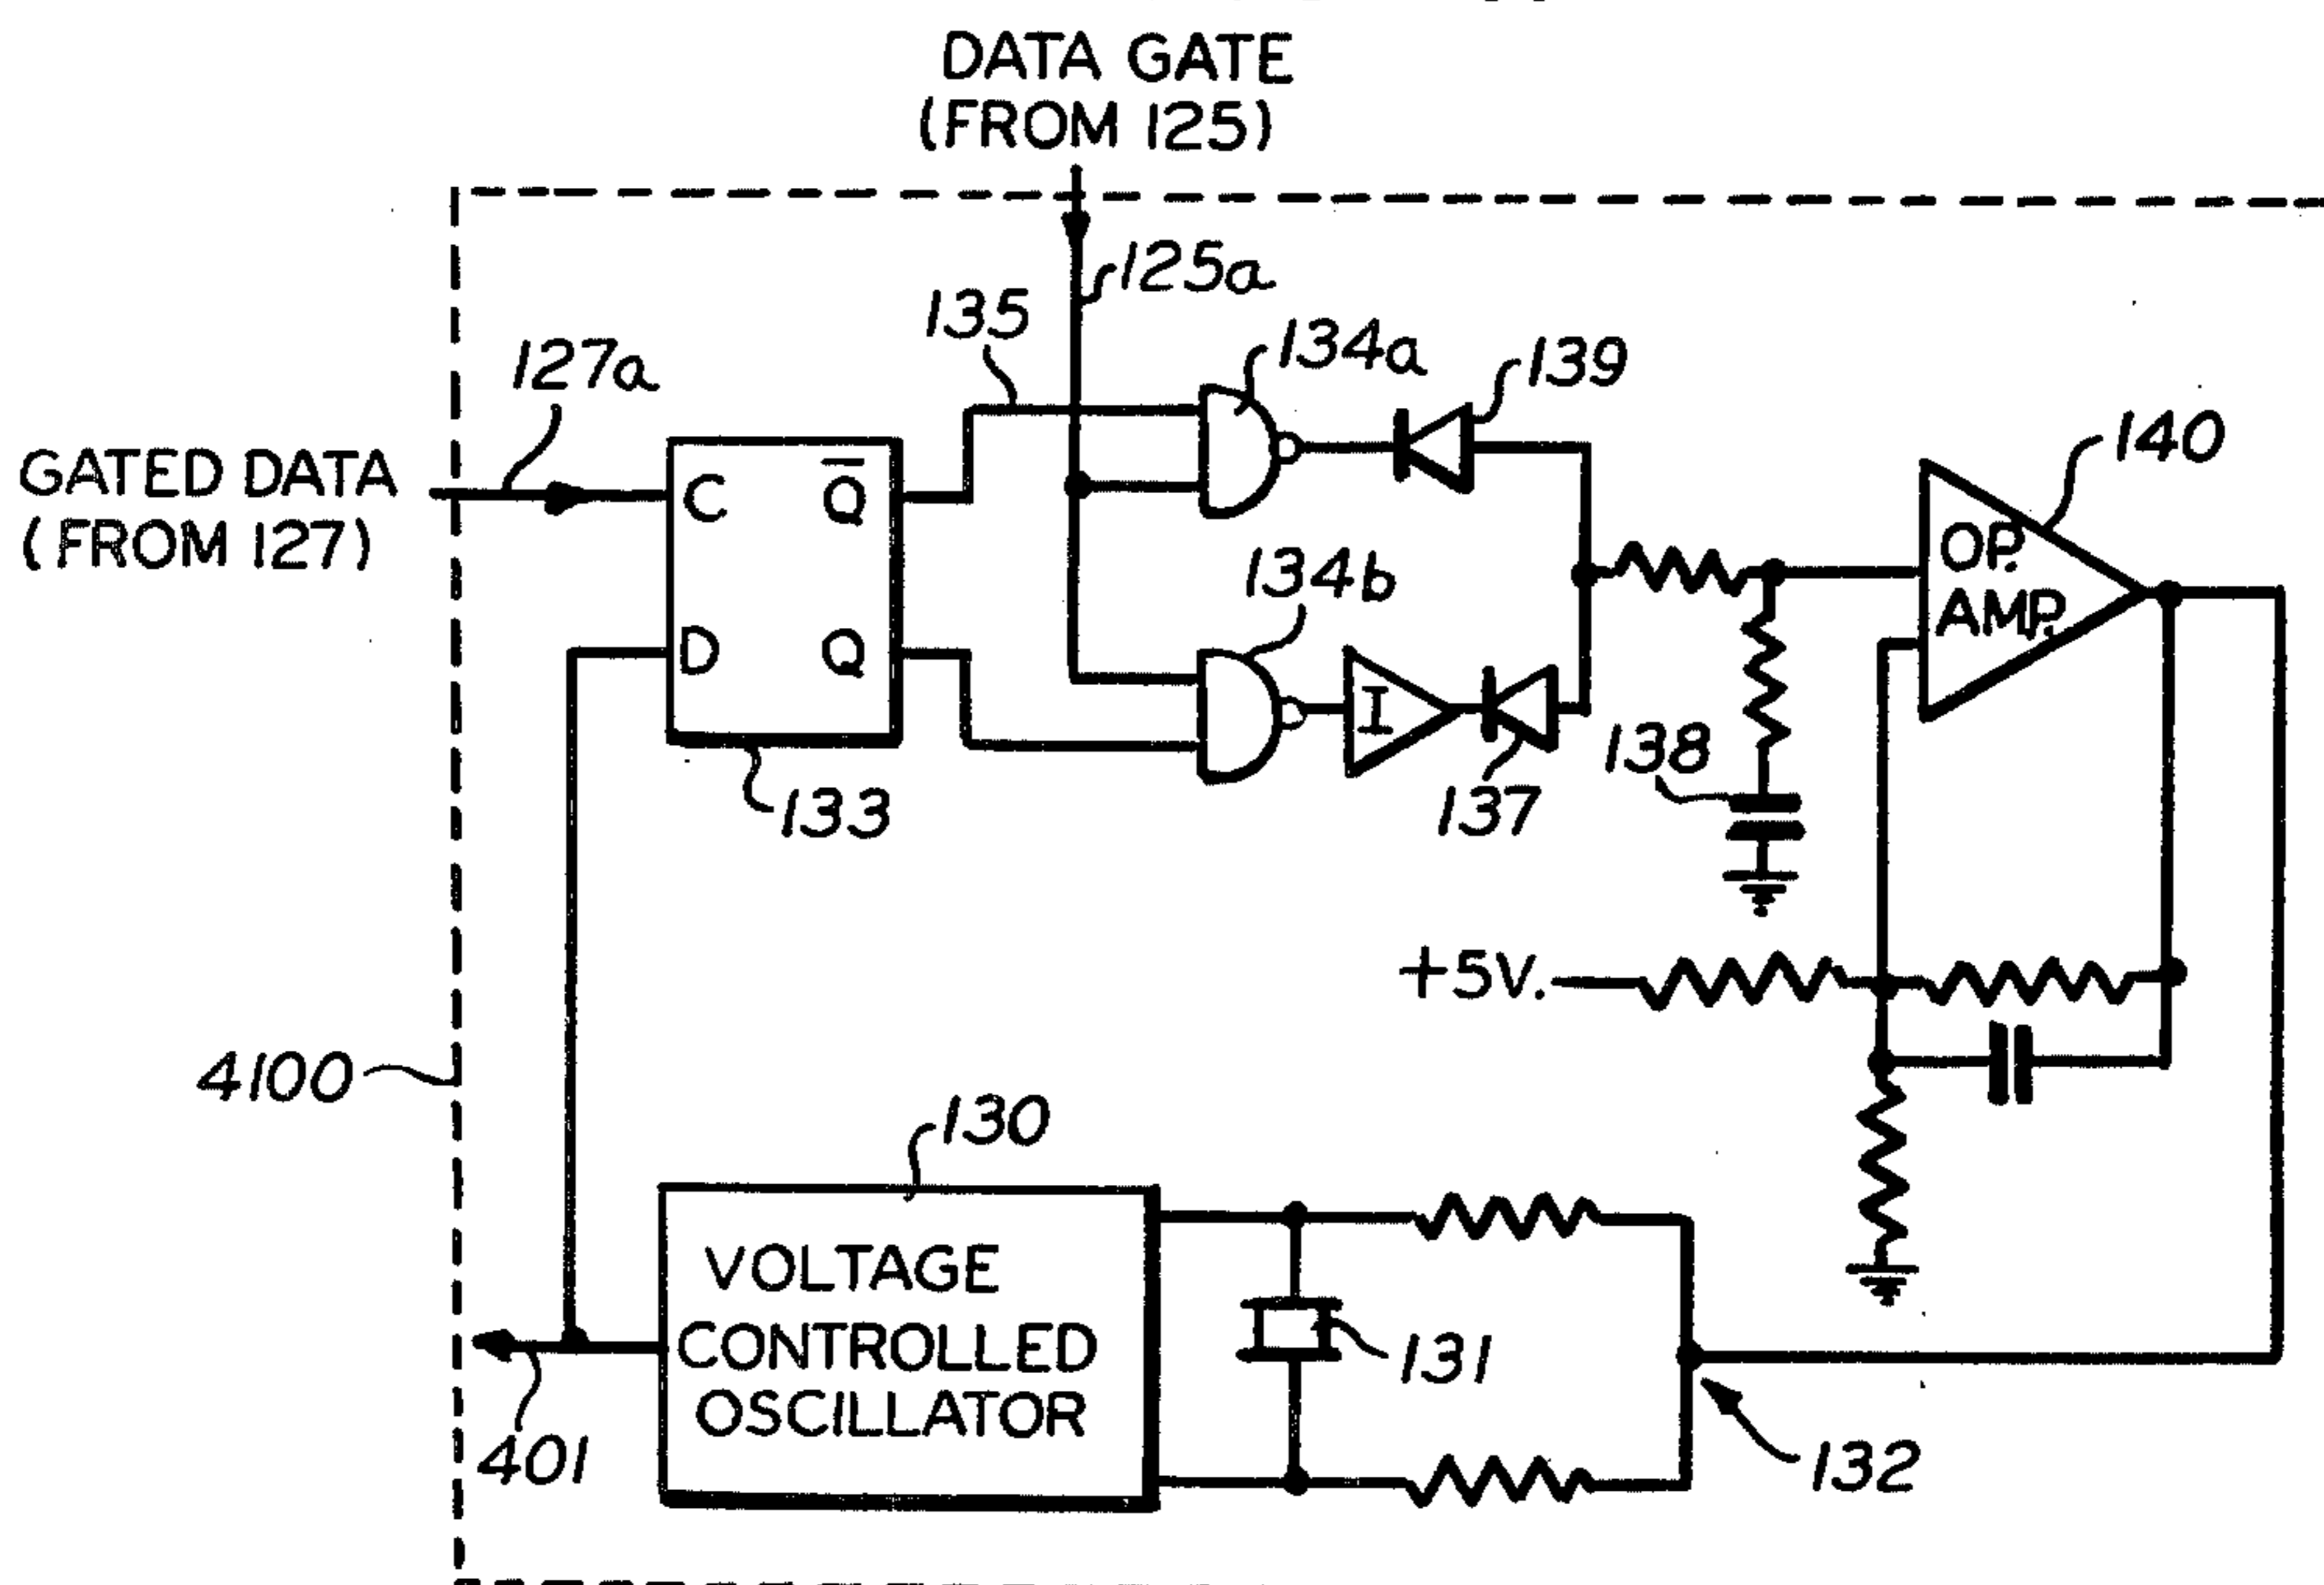 DATA GATE
(FROM 125)
125a
135
134a
139
127a
140
GATED DATA
(FROM 127)
C Q̅
OP.
AMP.
134b
D Q
I
138
137
133
+5V.
4100
130
VOLTAGE
CONTROLLED
OSCILLATOR
131
401
132